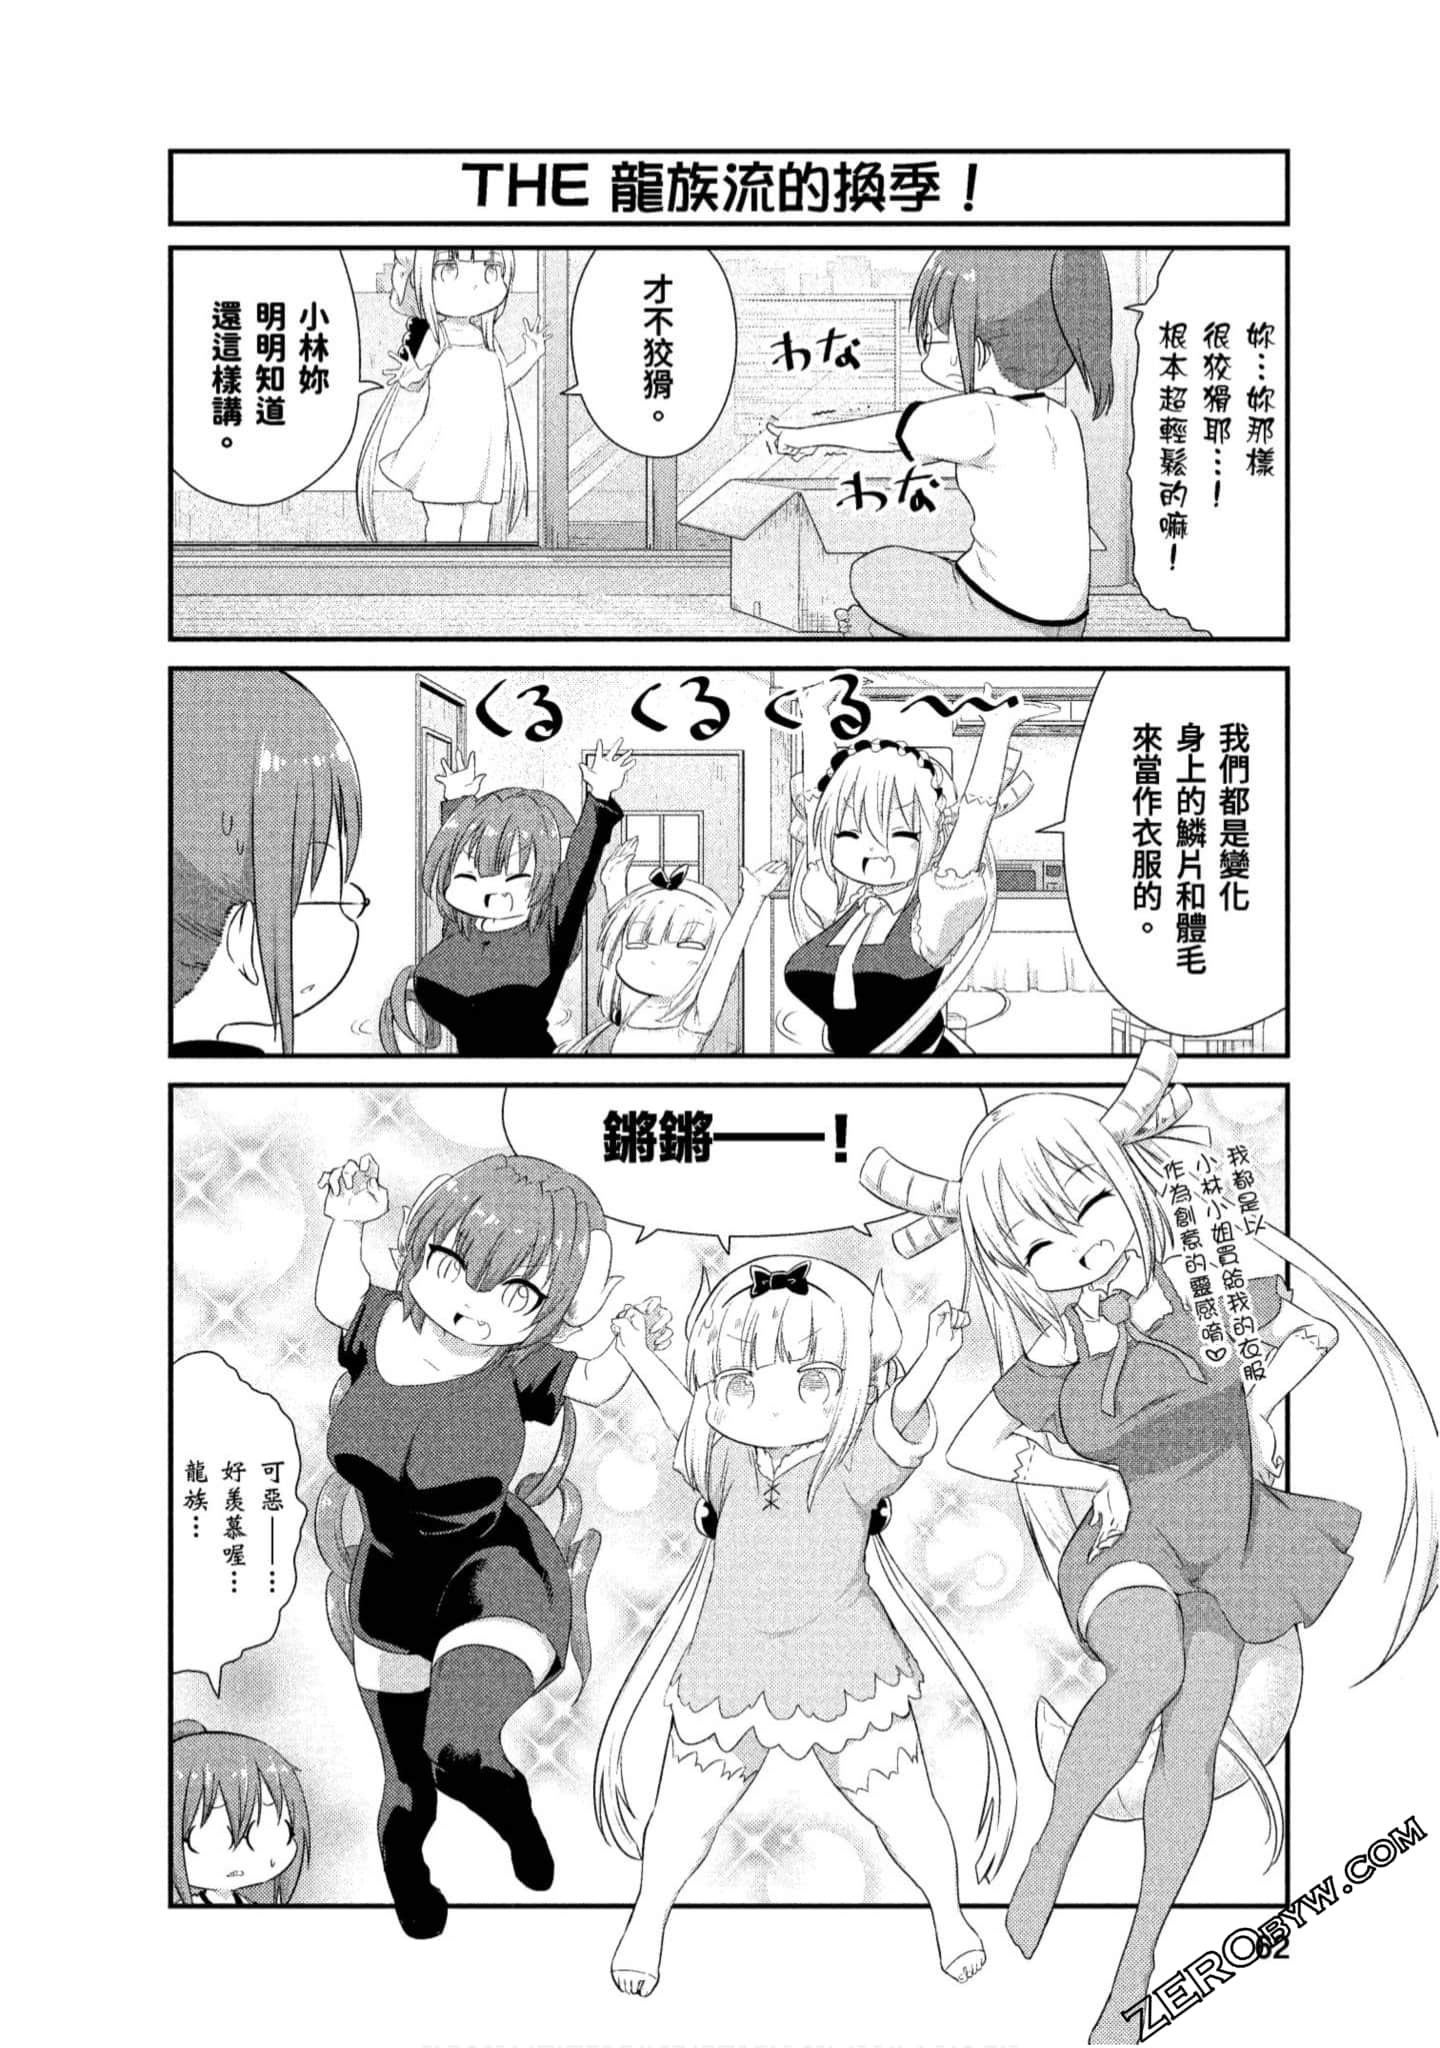 THE 龍族流的換季！
妳…妳那樣
很狡猾耶…！
根本超輕鬆的嘛！
わな
わな
才不狡猾。
小林妳
明明知道
還這樣講。
我們都是變化
身上的鱗片和體毛
來當作衣服的。
くる くる くる～
鏘鏘──！
我都是以
小林小姐買給我的衣服
作為創意的靈感唷♡
可惡──…
好羨慕喔…
龍族…
62
ZEROBYW.COM